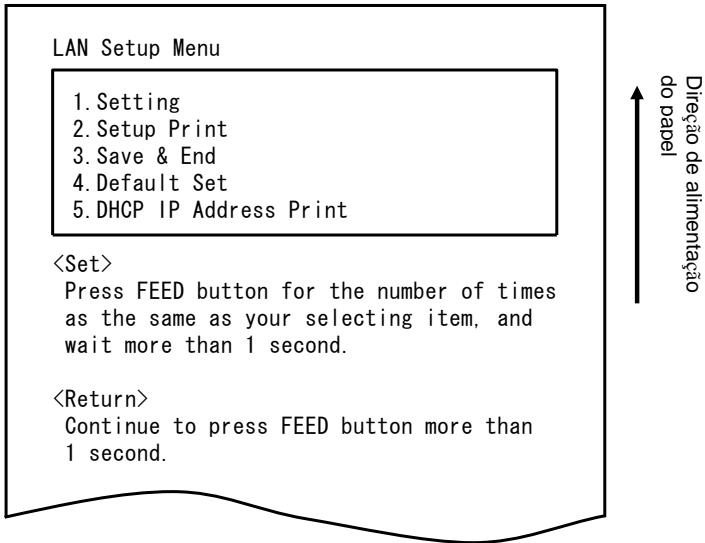 LAN Setup Menu
1.Setting
2.Setup Print
3.Save & End
4.Default Set
5.DHCP IP Address Print
<Set>
Press FEED button for the number of times
as the same as your selecting item, and
wait more than 1 second.
<Return>
Continue to press FEED button more than
1 second.
Direção de alimentação
do papel